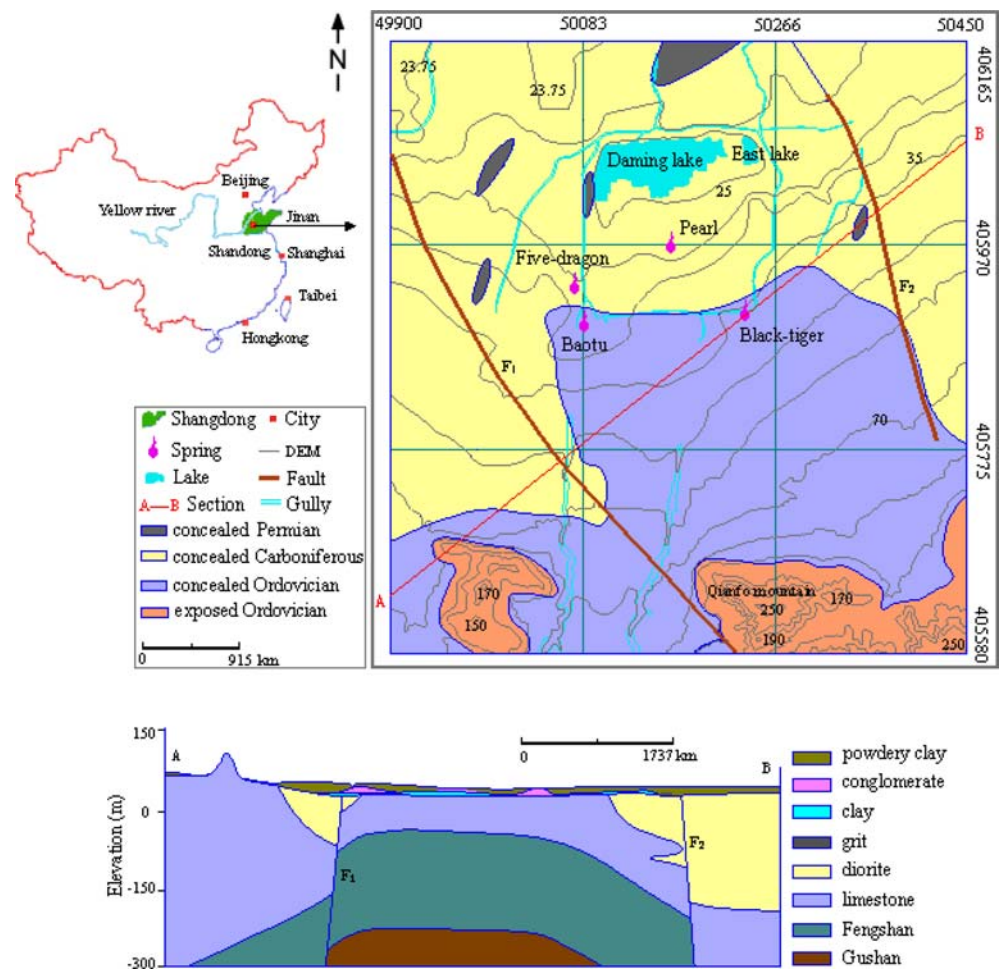 49900 50083 50266 50450
N
23.75
23.75
406165
B
Daming lake East lake
35
25
Beijing
Yellow river
Jinan
Shandong
Shanghai
Taibei
Hongkong
Pearl
Five-dragon
405970
F2
Baotu
Black-tiger
F1
70
405775
Shangdong City
Spring DEM
Lake Fault
A—B Section Gully
concealed Permian
concealed Carboniferous
concealed Ordovician
exposed Ordovician
0 915 km
A
170
150
Qianfo mountain
250
170
190
250
405580
150
A
0 1737km
B
0
Elevation (m)
-150
-300
F1
F2
powdery clay
conglomerate
clay
grit
diorite
limestone
Fengshan
Gushan